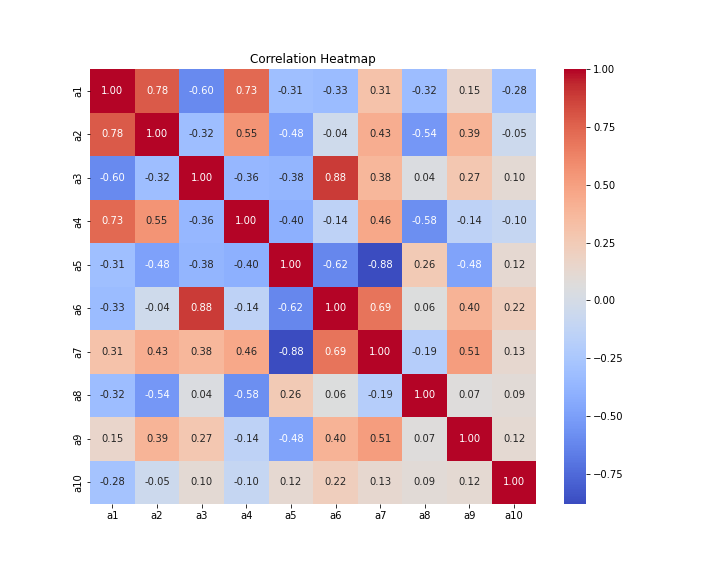 Correlation Heatmap
a1 1.00 0.78 -0.60 0.73 -0.31 -0.33 0.31 -0.32 0.15 -0.28
a2 0.78 1.00 -0.32 0.55 -0.48 -0.04 0.43 -0.54 0.39 -0.05
a3 -0.60 -0.32 1.00 -0.36 -0.38 0.88 0.38 0.04 0.27 0.10
a4 0.73 0.55 -0.36 1.00 -0.40 -0.14 0.46 -0.58 -0.14 -0.10
a5 -0.31 -0.48 -0.38 -0.40 1.00 -0.62 -0.88 0.26 -0.48 0.12
a6 -0.33 -0.04 0.88 -0.14 -0.62 1.00 0.69 0.06 0.40 0.22
a7 0.31 0.43 0.38 0.46 -0.88 0.69 1.00 -0.19 0.51 0.13
a8 -0.32 -0.54 0.04 -0.58 0.26 0.06 -0.19 1.00 0.07 0.09
a9 0.15 0.39 0.27 -0.14 -0.48 0.40 0.51 0.07 1.00 0.12
a10 -0.28 -0.05 0.10 -0.10 0.12 0.22 0.13 0.09 0.12 1.00
a1 a2 a3 a4 a5 a6 a7 a8 a9 a10
1.00
0.75
0.50
0.25
0.00
−0.25
−0.50
−0.75